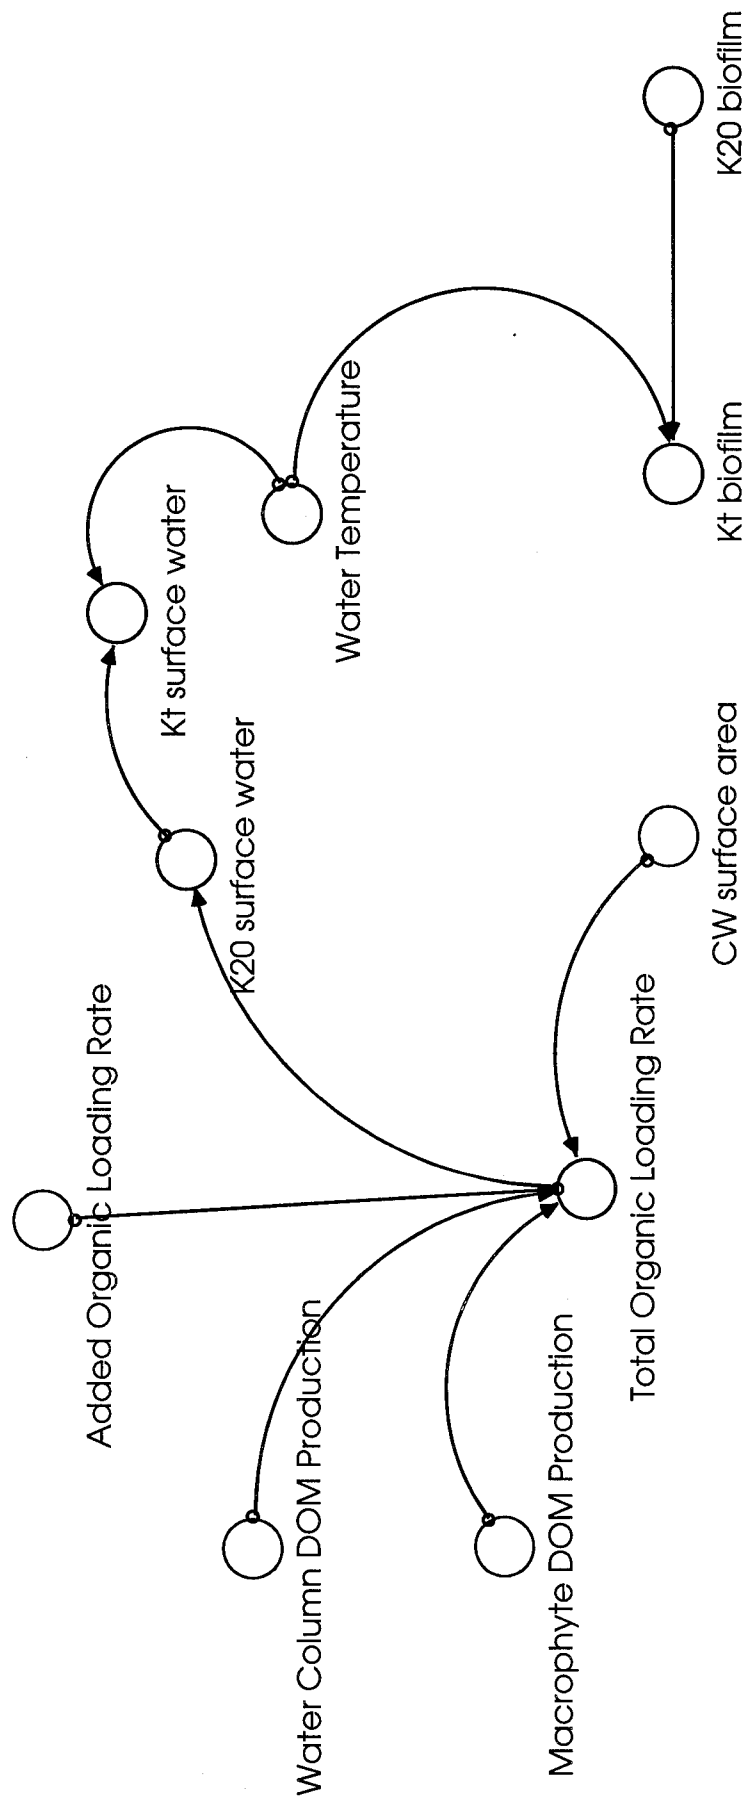 Added Organic Loading Rate
Kt surface water
K20 surface water
Water Column DOM Production
Water Temperature
Macrophyte DOM Production
Total Organic Loading Rate
CW surface area
Kt biofilm
K20 biofilm